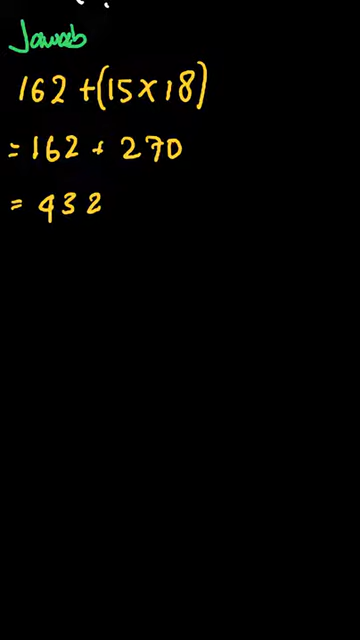 Jawab
162 + (15 x 18)
= 162 + 270
= 432